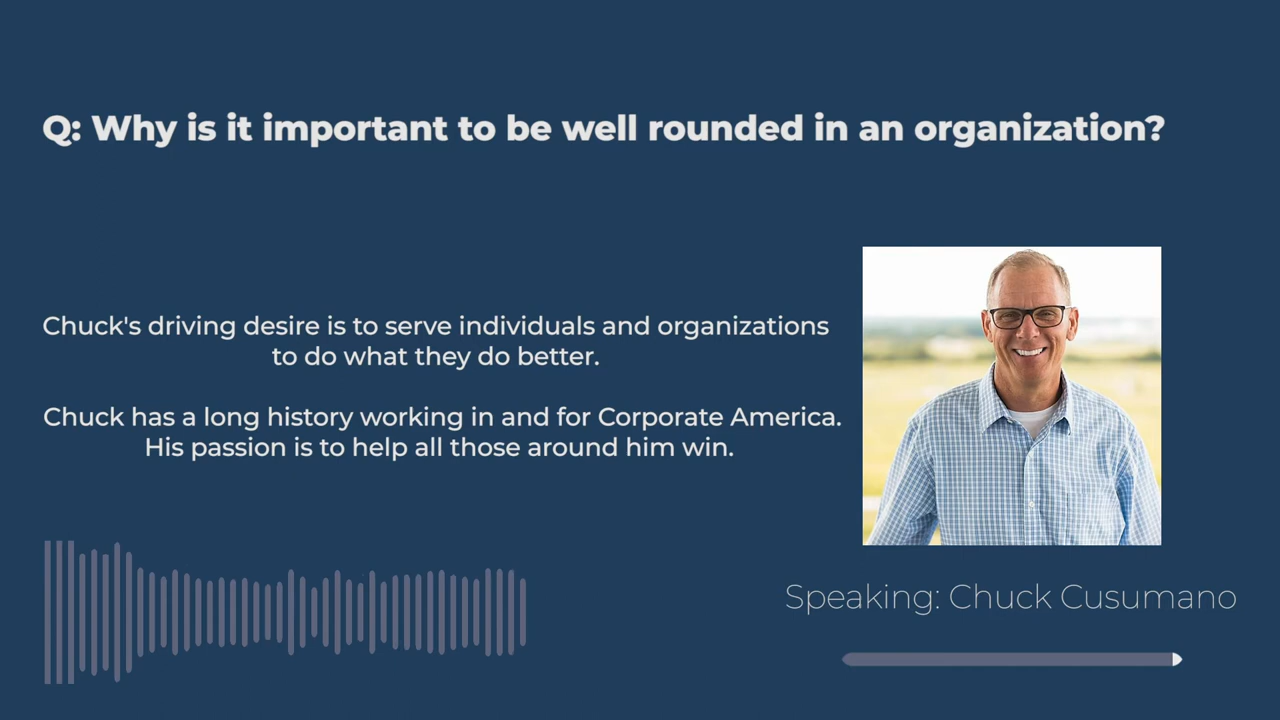 Q: Why is it important to be well rounded in an organization?
Chuck's driving desire is to serve individuals and organizations
to do what they do better.
Chuck has a long history working in and for Corporate America.
His passion is to help all those around him win.
Speaking: Chuck Cusumano